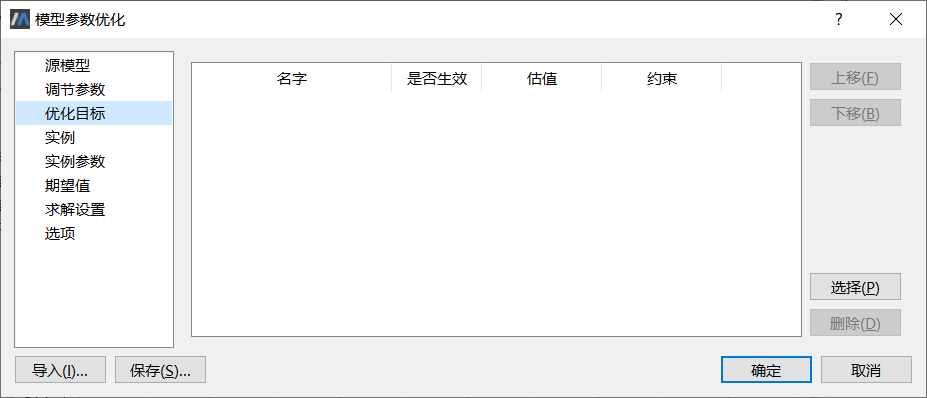 模型参数优化
?
源模型
调节参数
优化目标
实例
实例参数
期望值
求解设置
选项
名字 是否生效 估值 约束
上移(F)
下移(B)
选择(P)
删除(D)
导入(I)... 保存(S)... 确定 取消